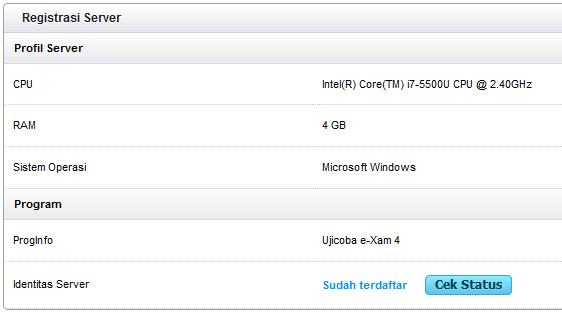 Registrasi Server
Profil Server
CPU Intel(R) Core(TM) i7-5500U CPU @ 2.40GHz
RAM 4 GB
Sistem Operasi Microsoft Windows
Program
ProgInfo Ujicoba e-Xam 4
Identitas Server Sudah terdaftar Cek Status